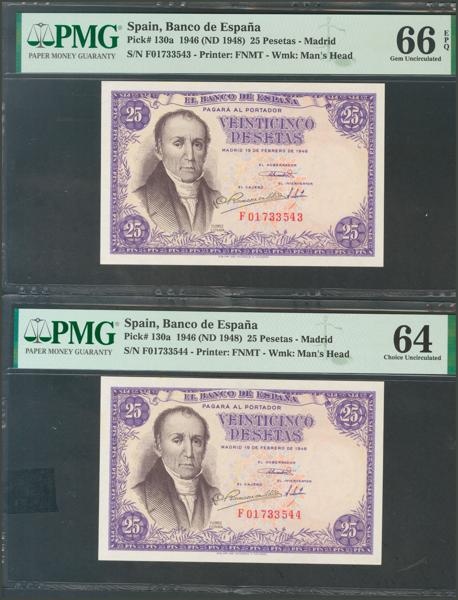 PMG
PAPER MONEY GUARANTY
Spain, Banco de España
Pick# 130a 1946 (ND 1948) 25 Pesetas - Madrid
S/N F01733543 - Printer: FNMT - Wmk: Man's Head
66 EPQ
Gem Uncirculated
25
25
EL BANCO DE ESPAÑA
PAGARÁ AL PORTADOR
VEINTICINCO
PESETAS
MADRID 19 DE FEBRERO DE 1946
EL GOBERNADOR
EL CAJERO
EL INTERVENTOR
F 01733543
25
25
PMG
PAPER MONEY GUARANTY
Spain, Banco de España
Pick# 130a 1946 (ND 1948) 25 Pesetas - Madrid
S/N F01733544 - Printer: FNMT - Wmk: Man's Head
64
Choice Uncirculated
25
25
EL BANCO DE ESPAÑA
PAGARÁ AL PORTADOR
VEINTICINCO
PESETAS
MADRID 19 DE FEBRERO DE 1946
EL GOBERNADOR
EL CAJERO
EL INTERVENTOR
F 01733544
25
25